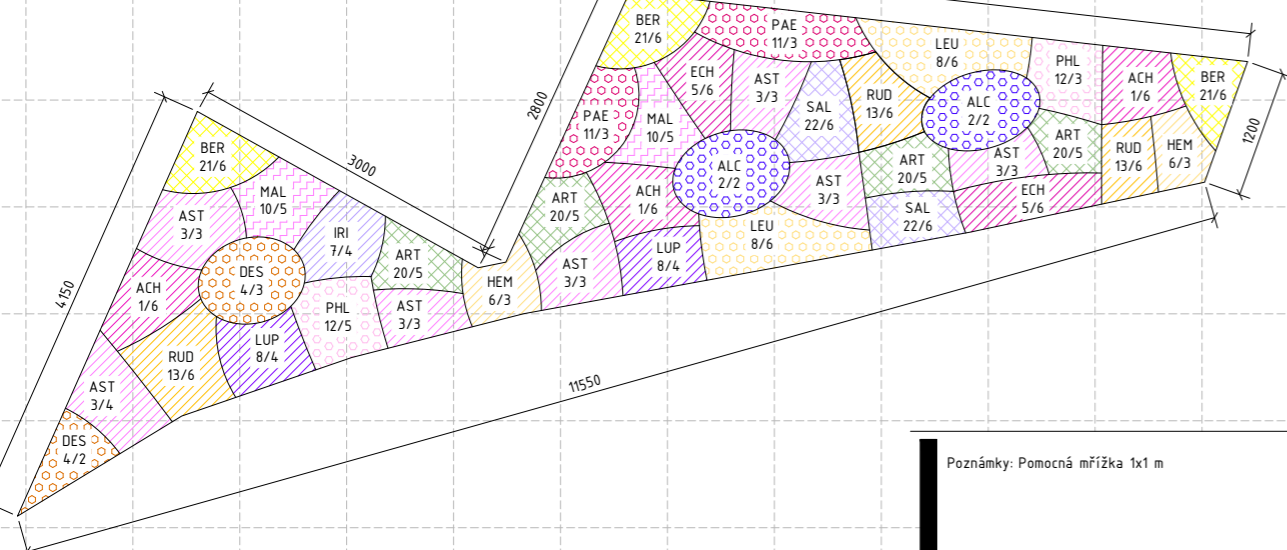 BER
21/6
PAE
11/3
LEU
8/6
PHL
12/3
ACH
1/6
BER
21/6
ECH
5/6
AST
3/3
SAL
22/6
RUD
13/6
ALC
2/2
PAE
11/3
MAL
10/5
ART
20/5
AST
3/3
ART
20/5
RUD
13/6
HEM
6/3
ALC
2/2
ACH
1/6
AST
3/3
ECH
5/6
SAL
22/6
ART
20/5
LEU
8/6
LUP
8/4
AST
3/3
HEM
6/3
BER
21/6
MAL
10/5
AST
3/3
IRI
7/4
ART
20/5
DES
4/3
ACH
1/6
PHL
12/5
AST
3/3
LUP
8/4
RUD
13/6
AST
3/4
DES
4/2
2800
3000
1200
4150
11550
Poznámky: Pomocná mřížka 1x1 m